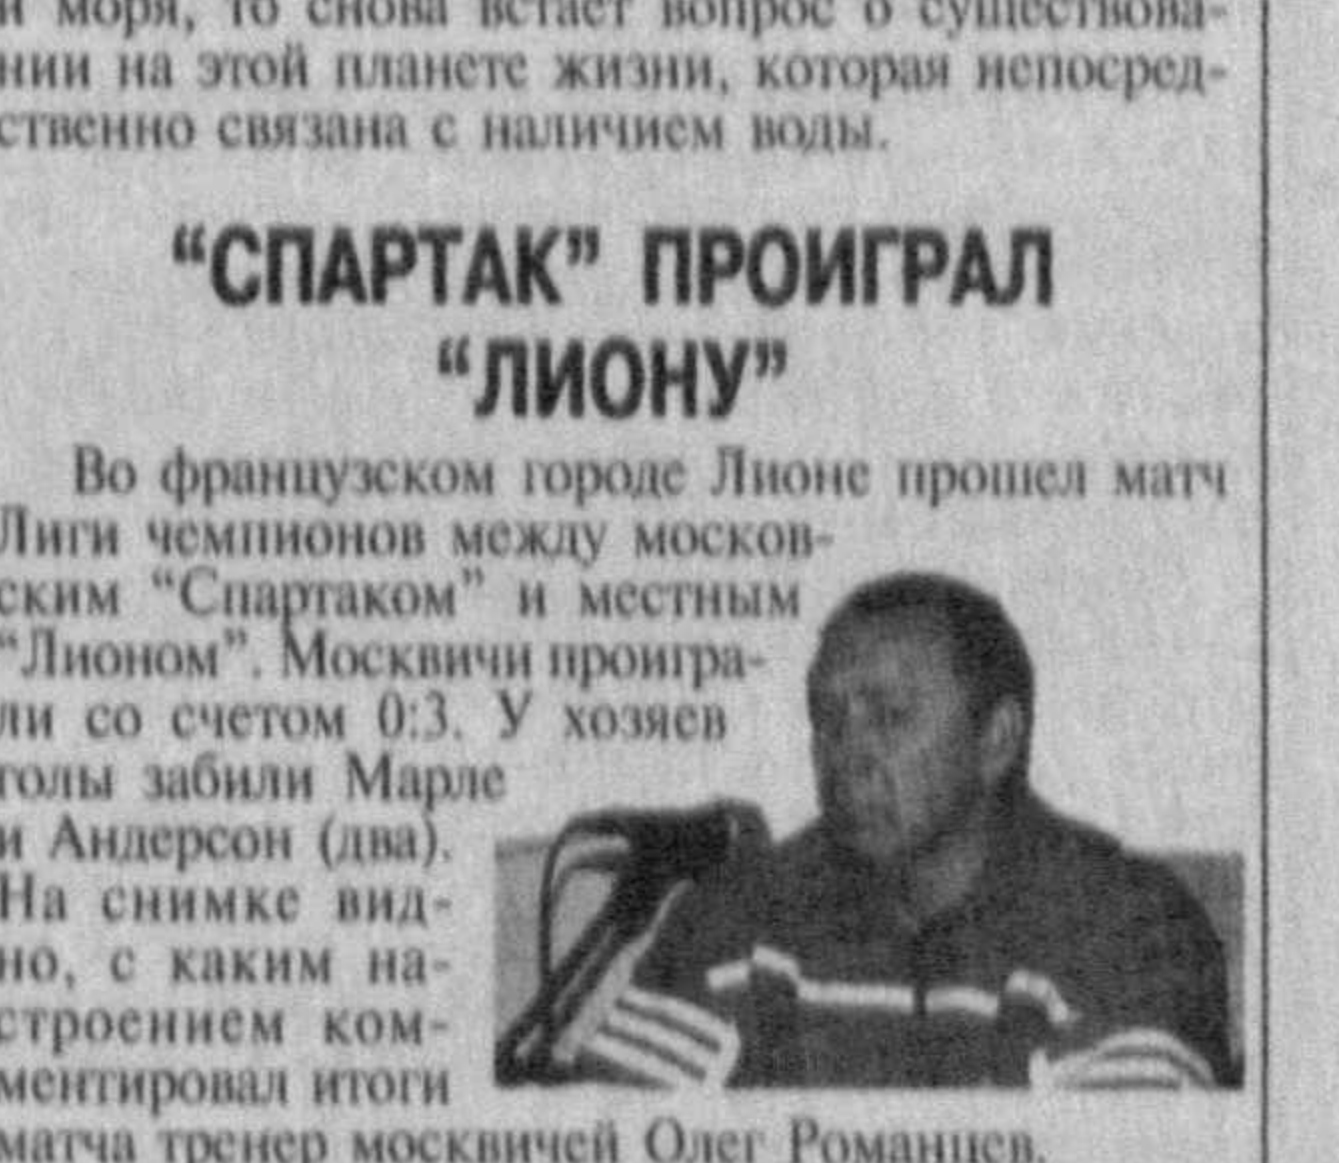 и моря, то снова встает вопрос о существова-
нии на этой планете жизни, которая непосред-
ственно связана с наличием воды.
“СПАРТАК” ПРОИГРАЛ
“ЛИОНУ”
Во французском городе Лионе прошел матч
Лиги чемпионов между москов-
ским “Спартаком” и местным
“Лионом”. Москвичи проигра-
ли со счетом 0:3. У хозяев
голы забили Марле
и Андерсон (два).
На снимке вид-
но, с каким на-
строением ком-
ментировал итоги
матча тренер москвичей Олег Романцев.